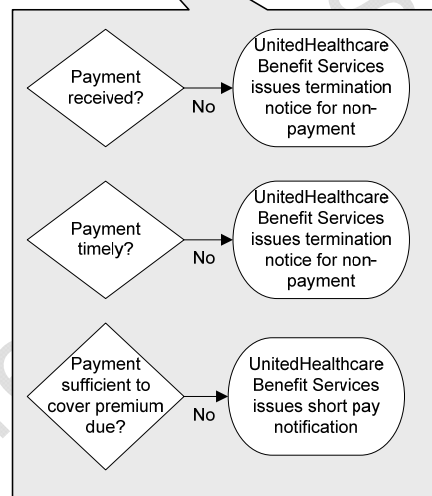 Payment
received?
No
UnitedHealthcare
Benefit Services
issues termination
notice for non-
payment
Payment
timely?
No
UnitedHealthcare
Benefit Services
issues termination
notice for non-
payment
Payment
sufficient to
cover premium
due?
No
UnitedHealthcare
Benefit Services
issues short pay
notification